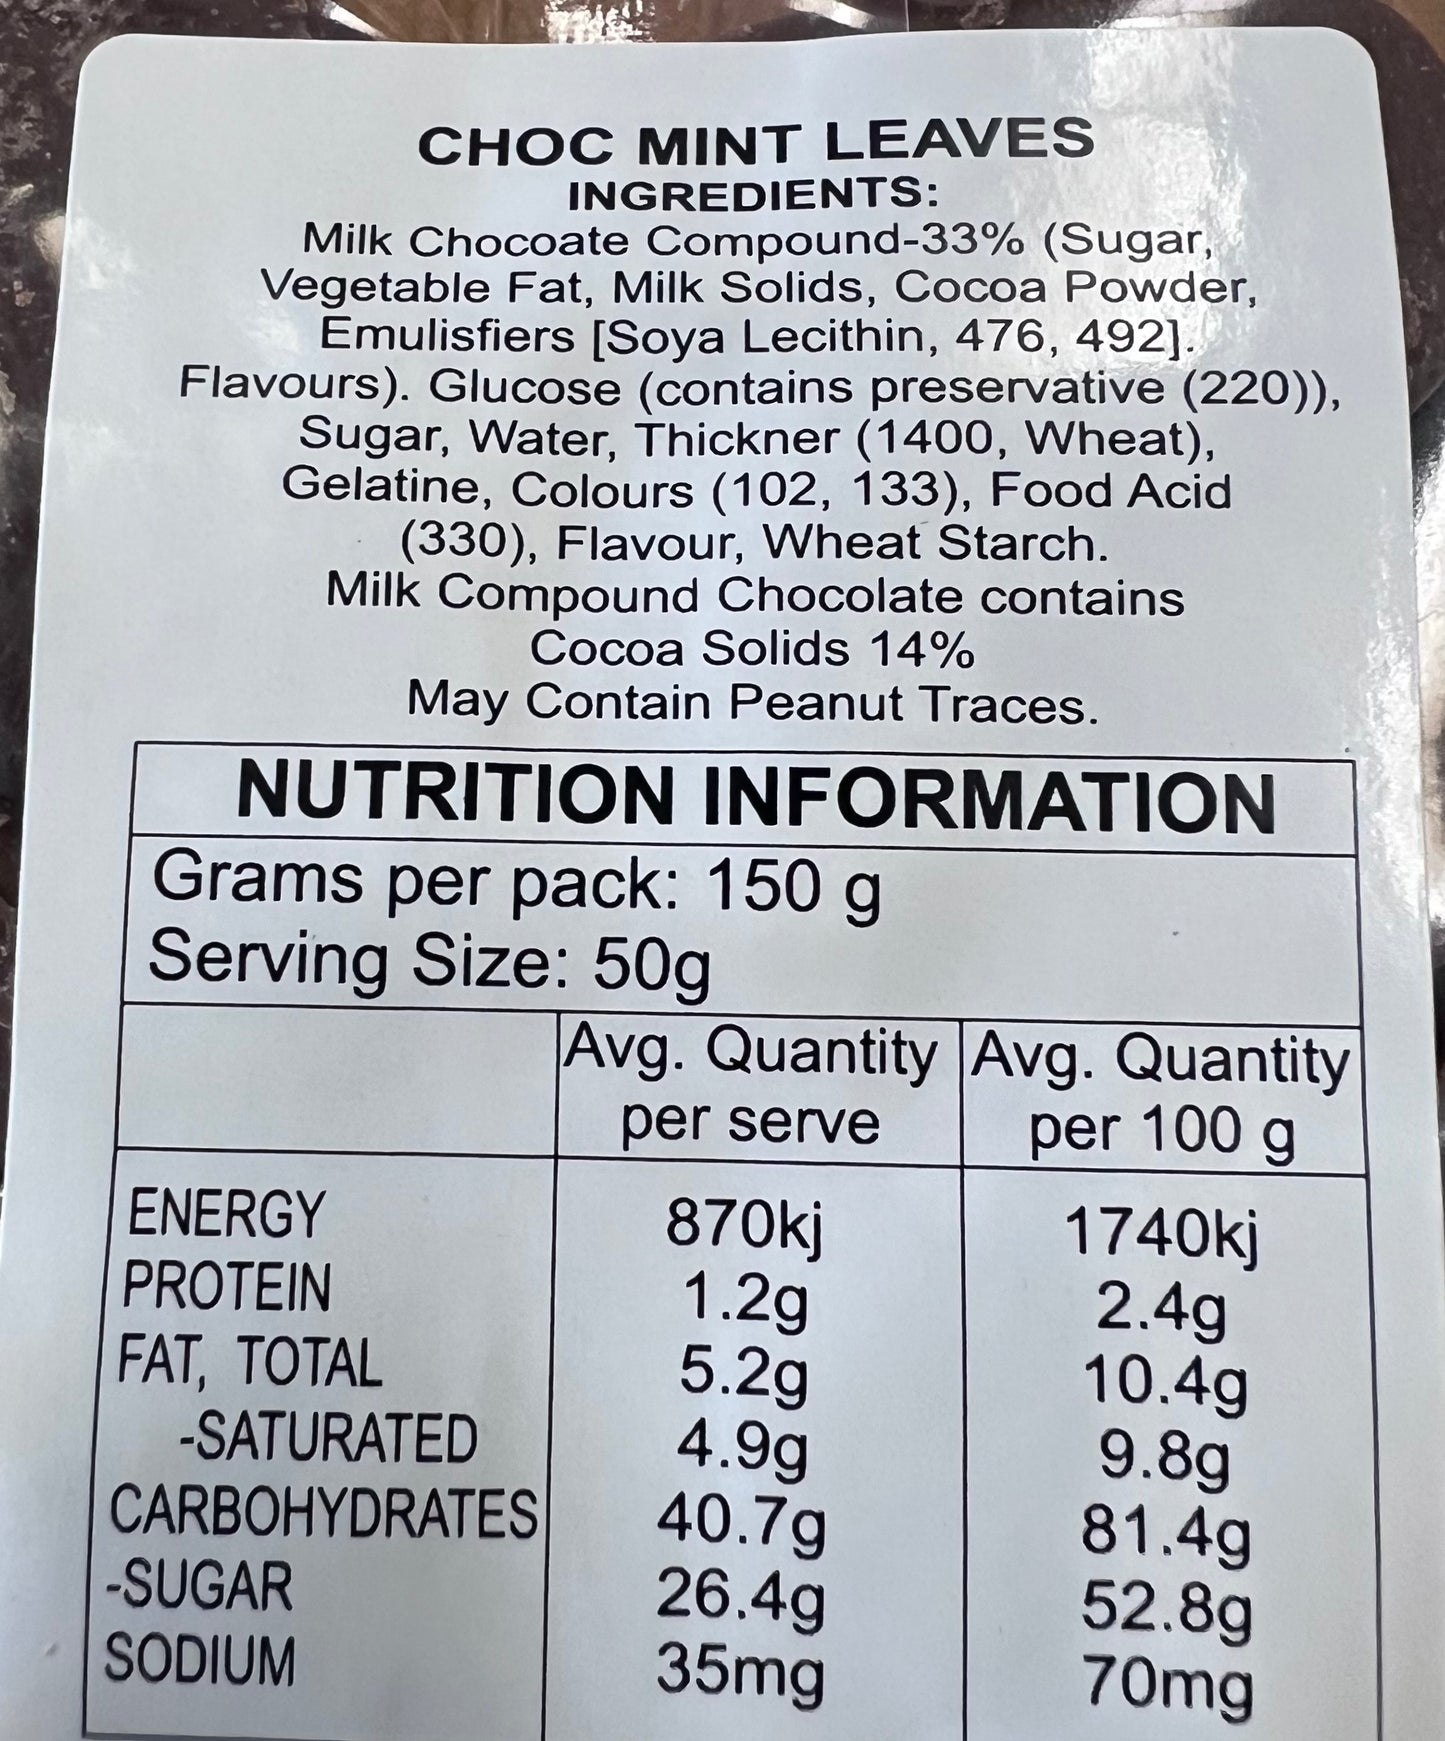 CHOC MINT LEAVES
INGREDIENTS:
Milk Chocoate Compound-33% (Sugar,
Vegetable Fat, Milk Solids, Cocoa Powder,
Emulisfiers [Soya Lecithin, 476, 492].
Flavours). Glucose (contains preservative (220)),
Sugar, Water, Thickner (1400, Wheat),
Gelatine, Colours (102, 133), Food Acid
(330), Flavour, Wheat Starch.
Milk Compound Chocolate contains
Cocoa Solids 14%
May Contain Peanut Traces.
NUTRITION INFORMATION
Grams per pack: 150 g
Serving Size: 50g
Avg. Quantity Avg. Quantity
per serve per 100 g
ENERGY 870kj 1740kj
PROTEIN 1.2g 2.4g
FAT, TOTAL 5.2g 10.4g
-SATURATED 4.9g 9.8g
CARBOHYDRATES 40.7g 81.4g
-SUGAR 26.4g 52.8g
SODIUM 35mg 70mg